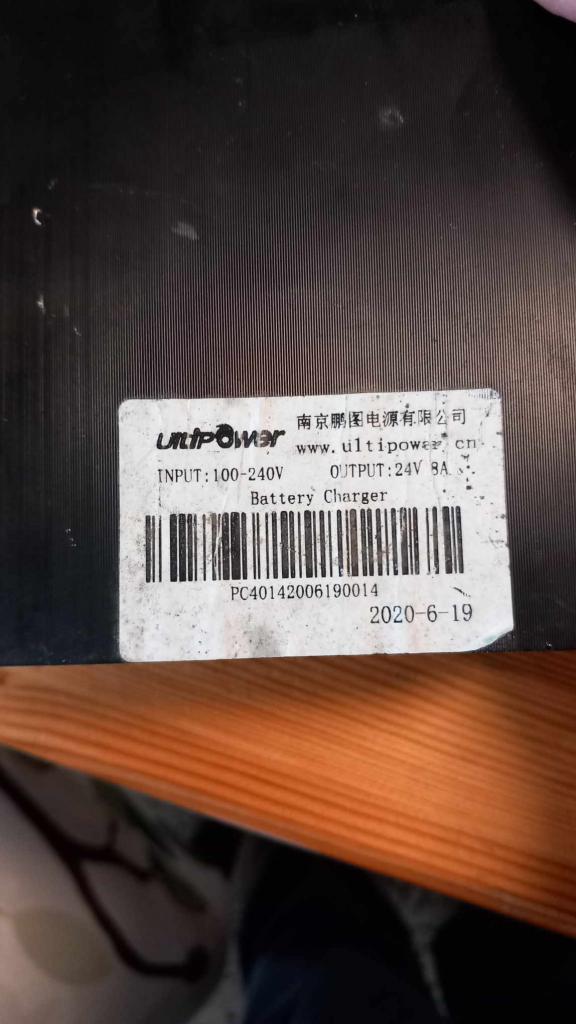 ultipower 南京鹏图电源有限公司
www.ultipower.cn
INPUT:100-240V OUTPUT:24V 8A
Battery Charger
PC40142006190014
2020-6-19